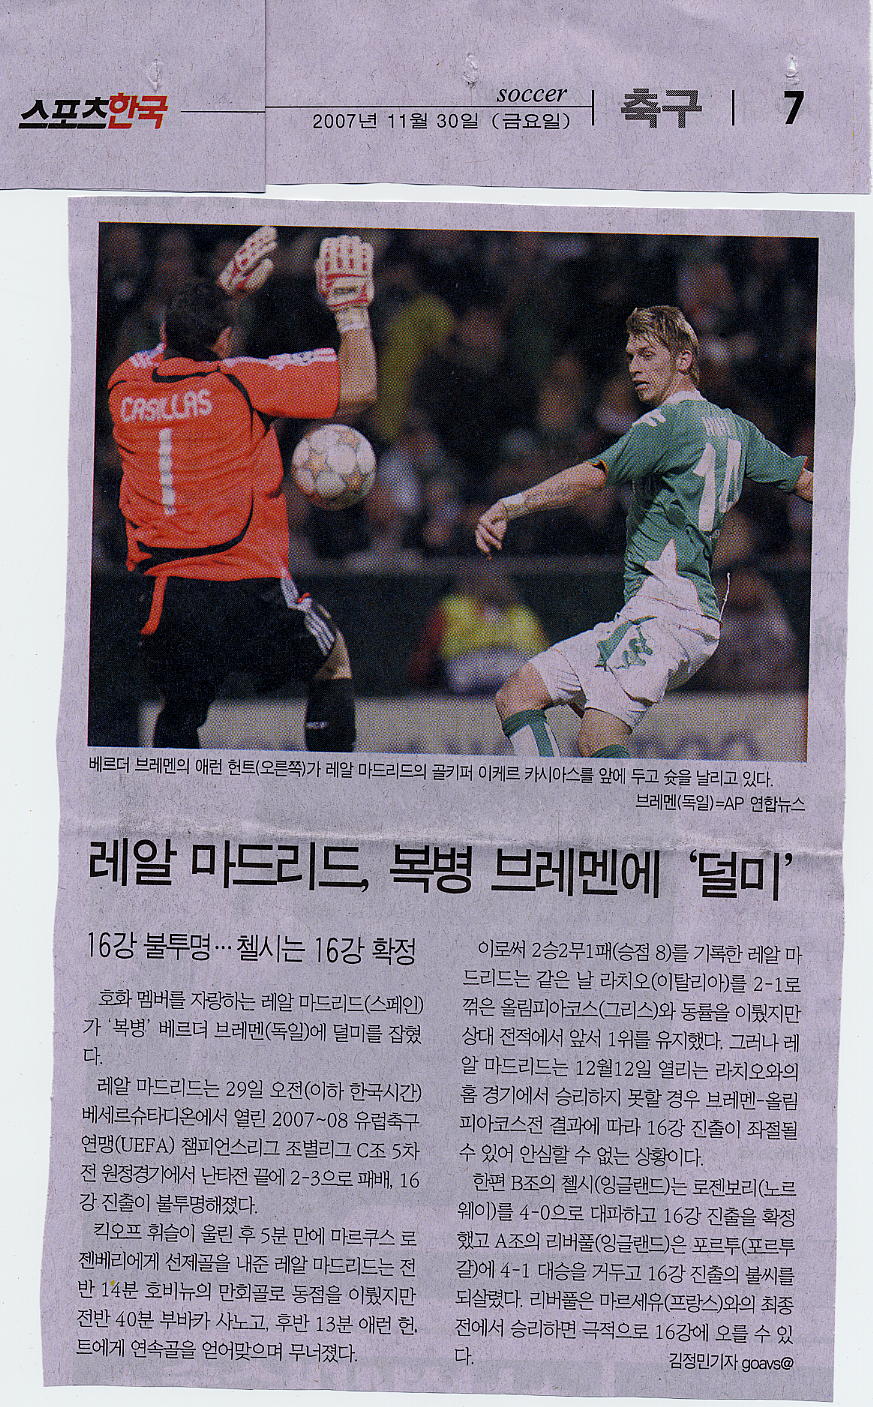 스포츠한국
soccer
2007년 11월 30일 (금요일)
축구
7
CASILLAS
1
14
베르더 브레멘의 애런 헌트(오른쪽)가 레알 마드리드의 골키퍼 이케르 카시아스를 앞에 두고 슛을 날리고 있다.
브레멘(독일)=AP 연합뉴스
레알 마드리드, 복병 브레멘에 ‘덜미’
16강 불투명…첼시는 16강 확정
호화 멤버를 자랑하는 레알 마드리드(스페인)
가 ‘복병’ 베르더 브레멘(독일)에 덜미를 잡혔
다.
레알 마드리드는 29일 오전(이하 한국시간)
베세르슈타디온에서 열린 2007~08 유럽축구
연맹(UEFA) 챔피언스리그 조별리그 C조 5차
전 원정경기에서 난타전 끝에 2-3으로 패배, 16
강 진출이 불투명해졌다.
킥오프 휘슬이 울린 후 5분 만에 마르쿠스 로
젠베리에게 선제골을 내준 레알 마드리드는 전
반 14분 호비뉴의 만회골로 동점을 이뤘지만
전반 40분 부바카 사노고, 후반 13분 애런 헌
트에게 연속골을 얻어맞으며 무너졌다.
이로써 2승2무1패(승점 8)를 기록한 레알 마
드리드는 같은 날 라치오(이탈리아)를 2-1로
꺾은 올림피아코스(그리스)와 동률을 이뤘지만
상대 전적에서 앞서 1위를 유지했다. 그러나 레
알 마드리드는 12월12일 열리는 라치오와의
홈 경기에서 승리하지 못할 경우 브레멘-올림
피아코스전 결과에 따라 16강 진출이 좌절될
수 있어 안심할 수 없는 상황이다.
한편 B조의 첼시(잉글랜드)는 로젠보리(노르
웨이)를 4-0으로 대파하고 16강 진출을 확정
했고 A조의 리버풀(잉글랜드)은 포르투(포르투
갈)에 4-1 대승을 거두고 16강 진출의 불씨를
되살렸다. 리버풀은 마르세유(프랑스)와의 최종
전에서 승리하면 극적으로 16강에 오를 수 있
다.
김정민기자 goavs@